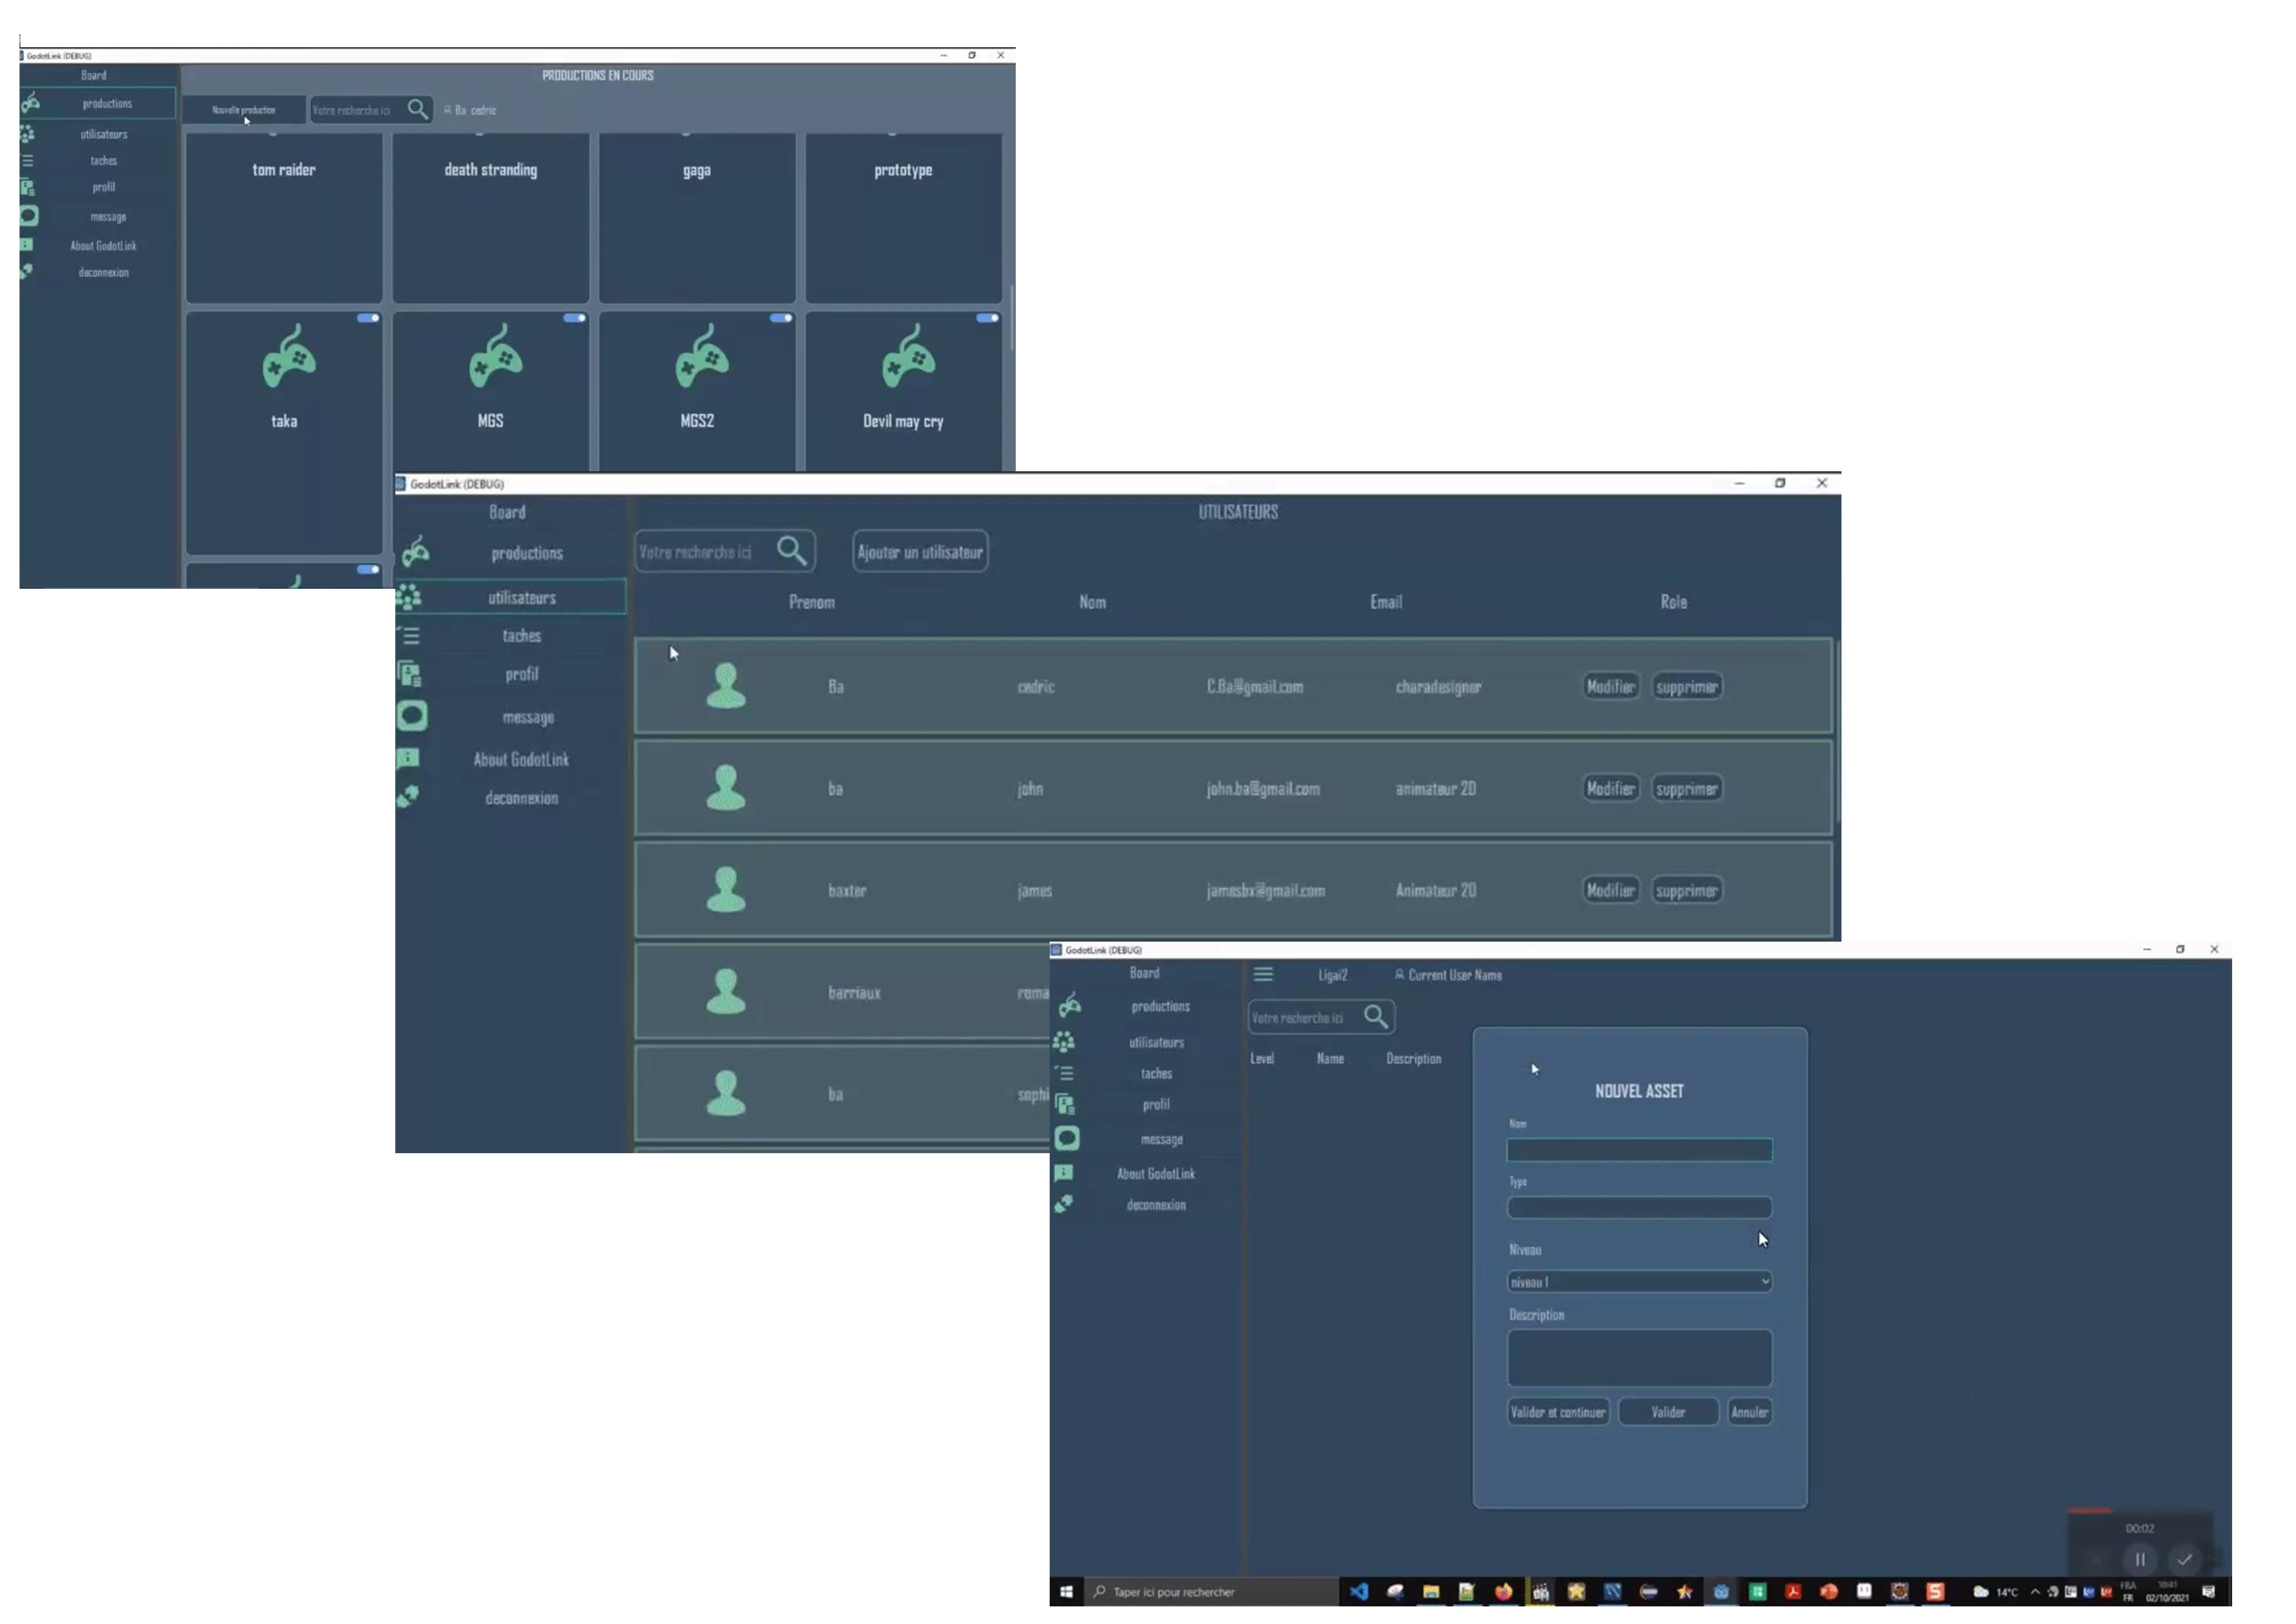 GodotLink (DEBUG)
Board
productions
utilisateurs
taches
profil
message
About GodotLink
deconnexion
PRODUCTIONS EN COURS
Nouvelle production
Votre recherche ici
Ba cedric
tom raider
death stranding
gaga
prototype
taka
MGS
MGS2
Devil may cry
GodotLink (DEBUG)
Board
productions
utilisateurs
taches
profil
message
About GodotLink
deconnexion
UTILISATEURS
Votre recherche ici
Ajouter un utilisateur
Prenom Nom Email Role
Ba cedric C.Ba@gmail.com charadesigner Modifier supprimer
ba john john.ba@gmail.com animateur 2D Modifier supprimer
baxter james jamesbx@gmail.com Animateur 2D Modifier supprimer
barriaux roma
ba sophi
GodotLink (DEBUG)
Board
productions
utilisateurs
taches
profil
message
About GodotLink
deconnexion
Ligai2
Current User Name
Votre recherche ici
Level Name Description
NOUVEL ASSET
Nom
Type
Niveau
niveau 1
Description
Valider et continuer Valider Annuler
00:02
Taper ici pour rechercher
14°C
FRA
FR
10:41
02/10/2021